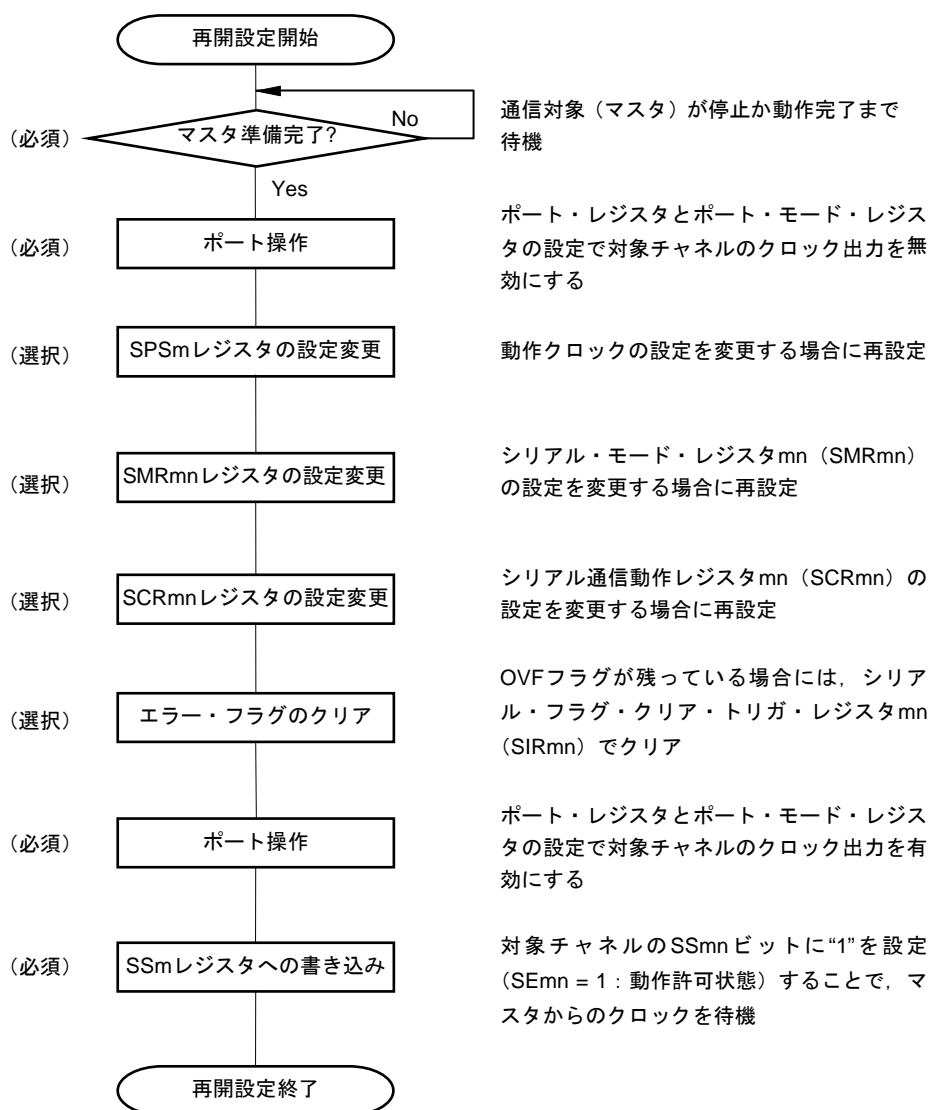 再開設定開始
通信対象（マスタ）が停止か動作完了まで
待機
（必須）
マスタ準備完了?
No
Yes
ポート・レジスタとポート・モード・レジス
タの設定で対象チャネルのクロック出力を無
効にする
（必須）
ポート操作
（選択）
SPSmレジスタの設定変更
動作クロックの設定を変更する場合に再設定
シリアル・モード・レジスタmn（SMRmn）
の設定を変更する場合に再設定
（選択）
SMRmnレジスタの設定変更
シリアル通信動作レジスタmn（SCRmn）の
設定を変更する場合に再設定
（選択）
SCRmnレジスタの設定変更
OVFフラグが残っている場合には，シリア
ル・フラグ・クリア・トリガ・レジスタmn
（SIRmn）でクリア
（選択）
エラー・フラグのクリア
ポート・レジスタとポート・モード・レジス
タの設定で対象チャネルのクロック出力を有
効にする
（必須）
ポート操作
対象チャネルのSSmnビットに“1”を設定
（SEmn = 1：動作許可状態）することで，マ
スタからのクロックを待機
（必須）
SSmレジスタへの書き込み
再開設定終了